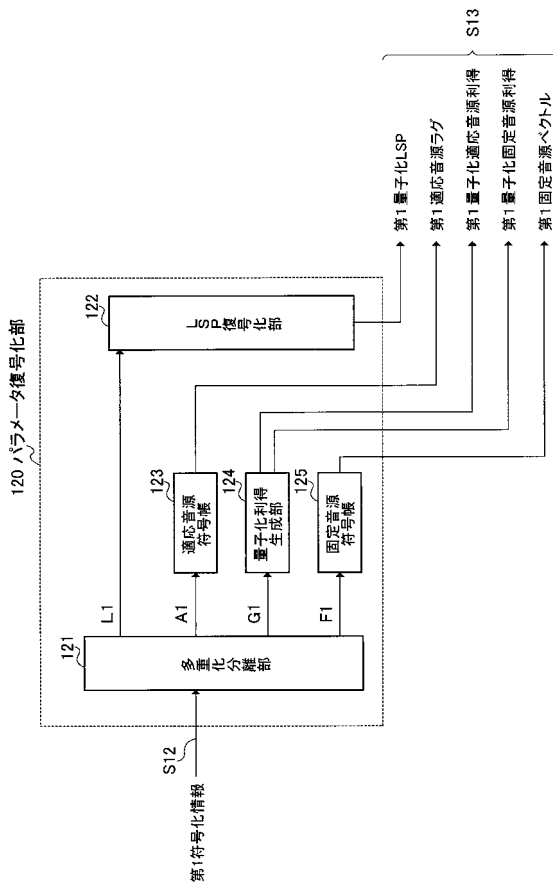 120 パラメータ復号化部
第1符号化情報
S12
121
多重化分離部
L1
A1
G1
F1
122
LSP復号化部
123
適応音源
符号帳
124
量子化利得
生成部
125
固定音源
符号帳
第1量子化LSP
第1適応音源ラグ
第1量子化適応音源利得
第1量子化固定音源利得
第1固定音源ベクトル
S13